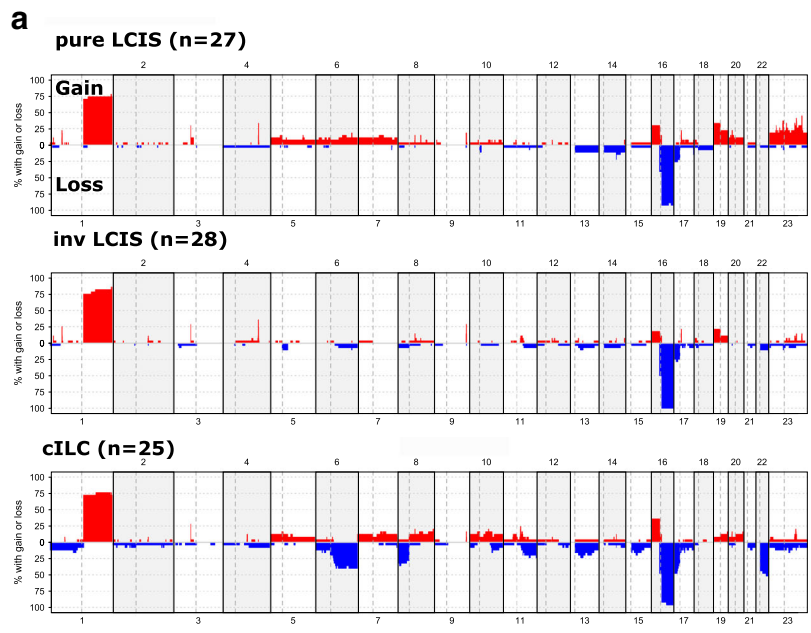 a
pure LCIS (n=27)
2 4 6 8 10 12 14 16 18 20 22
% with gain or loss
100
75
50
25
0
25
50
75
100
Gain
Loss
1 3 5 7 9 11 13 15 17 19 21 23
inv LCIS (n=28)
2 4 6 8 10 12 14 16 18 20 22
% with gain or loss
100
75
50
25
0
25
50
75
100
1 3 5 7 9 11 13 15 17 19 21 23
cILC (n=25)
2 4 6 8 10 12 14 16 18 20 22
% with gain or loss
100
75
50
25
0
25
50
75
100
1 3 5 7 9 11 13 15 17 19 21 23